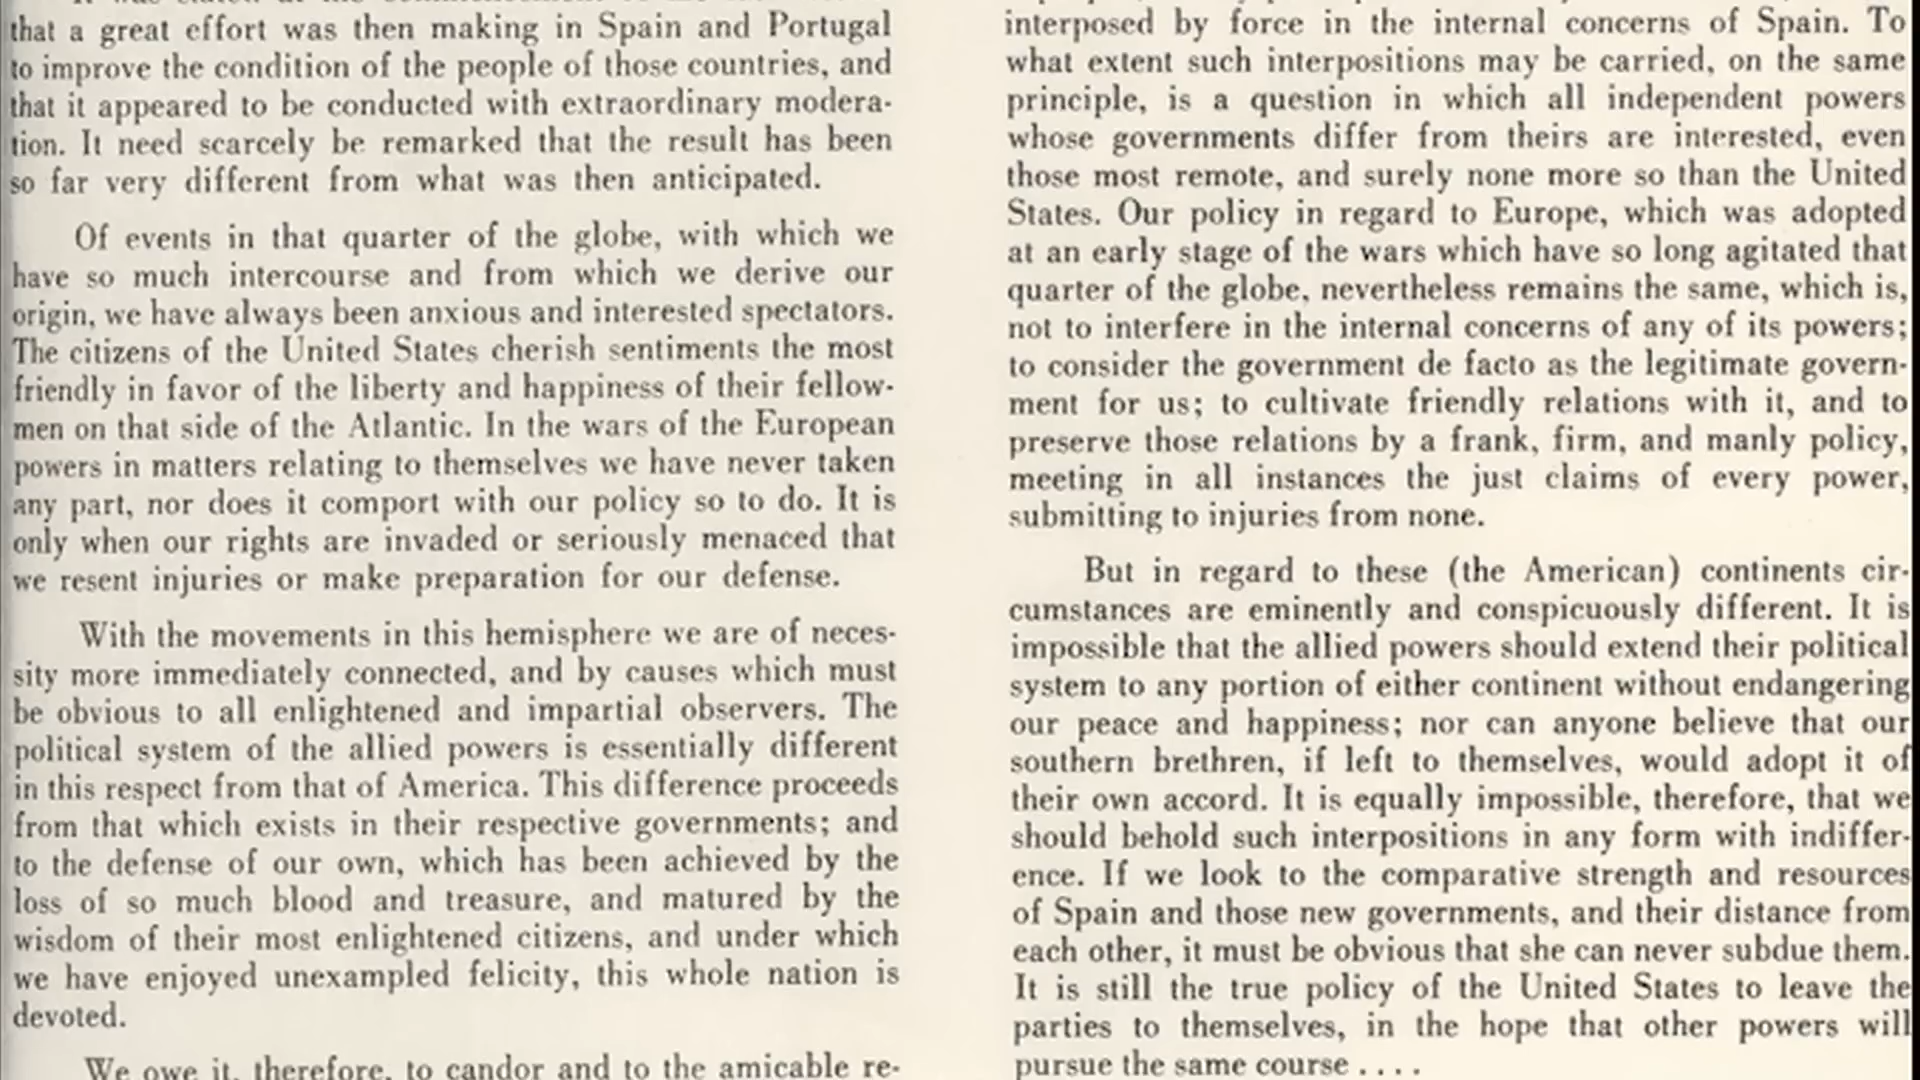 that a great effort was then making in Spain and Portugal
to improve the condition of the people of those countries, and
that it appeared to be conducted with extraordinary modera-
tion. It need scarcely be remarked that the result has been
so far very different from what was then anticipated.
Of events in that quarter of the globe, with which we
have so much intercourse and from which we derive our
origin, we have always been anxious and interested spectators.
The citizens of the United States cherish sentiments the most
friendly in favor of the liberty and happiness of their fellow-
men on that side of the Atlantic. In the wars of the European
powers in matters relating to themselves we have never taken
any part, nor does it comport with our policy so to do. It is
only when our rights are invaded or seriously menaced that
we resent injuries or make preparation for our defense.
With the movements in this hemisphere we are of neces-
sity more immediately connected, and by causes which must
be obvious to all enlightened and impartial observers. The
political system of the allied powers is essentially different
in this respect from that of America. This difference proceeds
from that which exists in their respective governments; and
to the defense of our own, which has been achieved by the
loss of so much blood and treasure, and matured by the
wisdom of their most enlightened citizens, and under which
we have enjoyed unexampled felicity, this whole nation is
devoted.
We owe it, therefore, to candor and to the amicable re-
interposed by force in the internal concerns of Spain. To
what extent such interpositions may be carried, on the same
principle, is a question in which all independent powers
whose governments differ from theirs are interested, even
those most remote, and surely none more so than the United
States. Our policy in regard to Europe, which was adopted
at an early stage of the wars which have so long agitated that
quarter of the globe, nevertheless remains the same, which is,
not to interfere in the internal concerns of any of its powers;
to consider the government de facto as the legitimate govern-
ment for us; to cultivate friendly relations with it, and to
preserve those relations by a frank, firm, and manly policy,
meeting in all instances the just claims of every power,
submitting to injuries from none.
But in regard to these (the American) continents cir-
cumstances are eminently and conspicuously different. It is
impossible that the allied powers should extend their political
system to any portion of either continent without endangering
our peace and happiness; nor can anyone believe that our
southern brethren, if left to themselves, would adopt it of
their own accord. It is equally impossible, therefore, that we
should behold such interpositions in any form with indiffer-
ence. If we look to the comparative strength and resources
of Spain and those new governments, and their distance from
each other, it must be obvious that she can never subdue them.
It is still the true policy of the United States to leave the
parties to themselves, in the hope that other powers will
pursue the same course . . . .